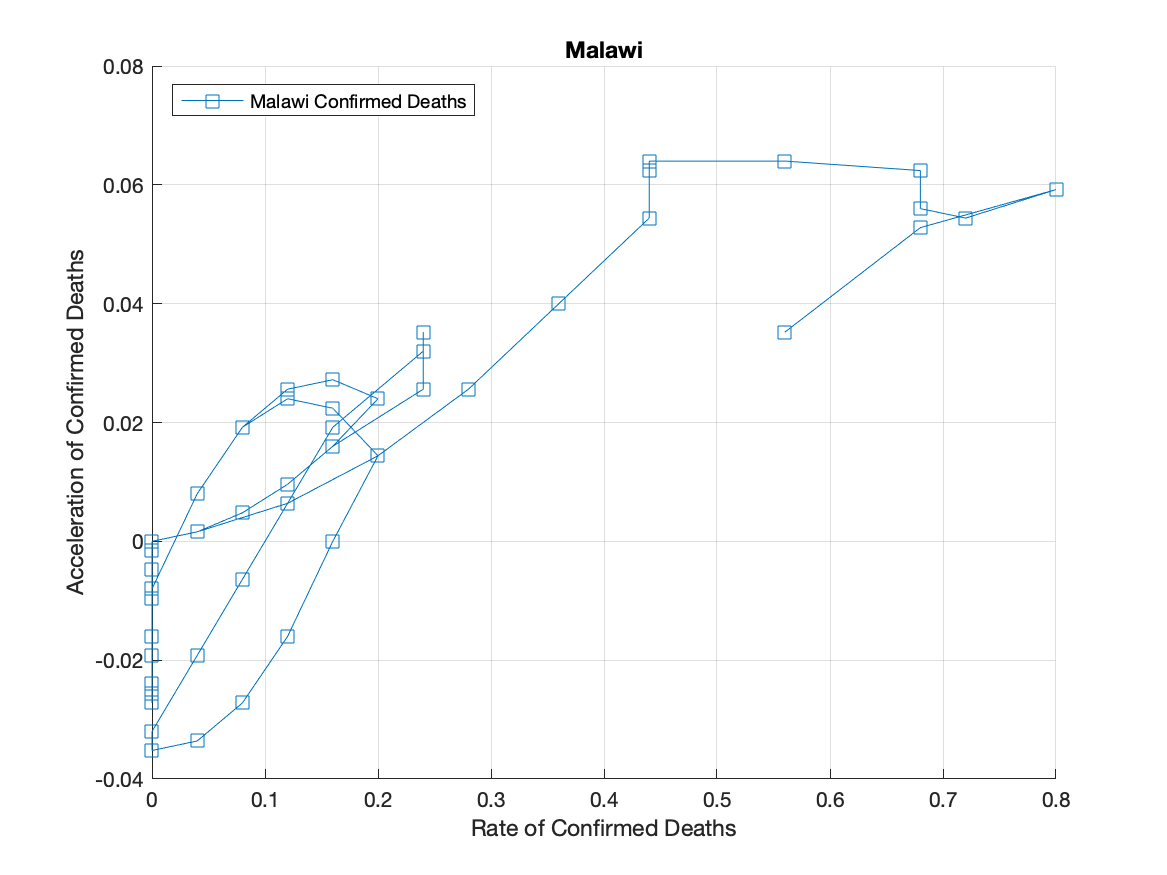 Malawi
Malawi Confirmed Deaths
0.08
0.06
0.04
0.02
0
-0.02
-0.04
Acceleration of Confirmed Deaths
0 0.1 0.2 0.3 0.4 0.5 0.6 0.7 0.8
Rate of Confirmed Deaths